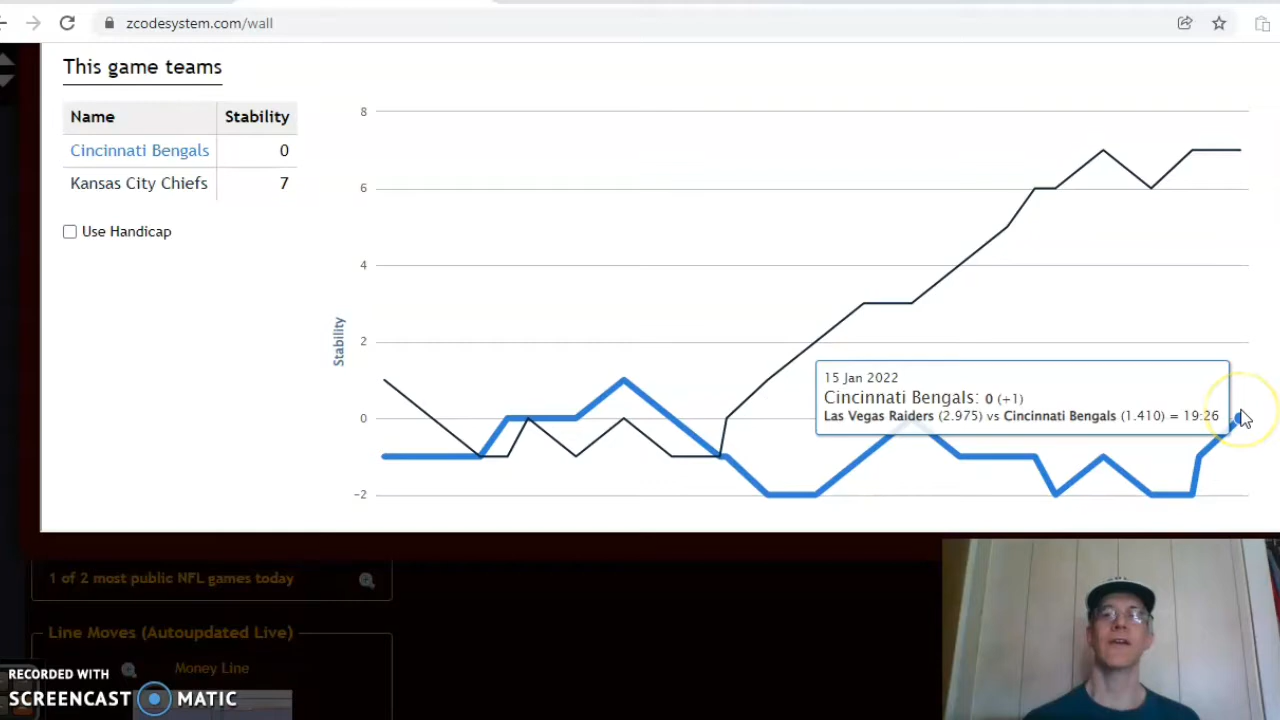 zcodesystem.com/wall
This game teams
Name Stability
Cincinnati Bengals 0
Kansas City Chiefs 7
Use Handicap
Stability
8
6
4
2
0
-2
15 Jan 2022
Cincinnati Bengals: 0 (+1)
Las Vegas Raiders (2.975) vs Cincinnati Bengals (1.410) = 19:26
1 of 2 most public NFL games today
Line Moves (Autoupdated Live)
Money Line
RECORDED WITH
SCREENCAST MATIC